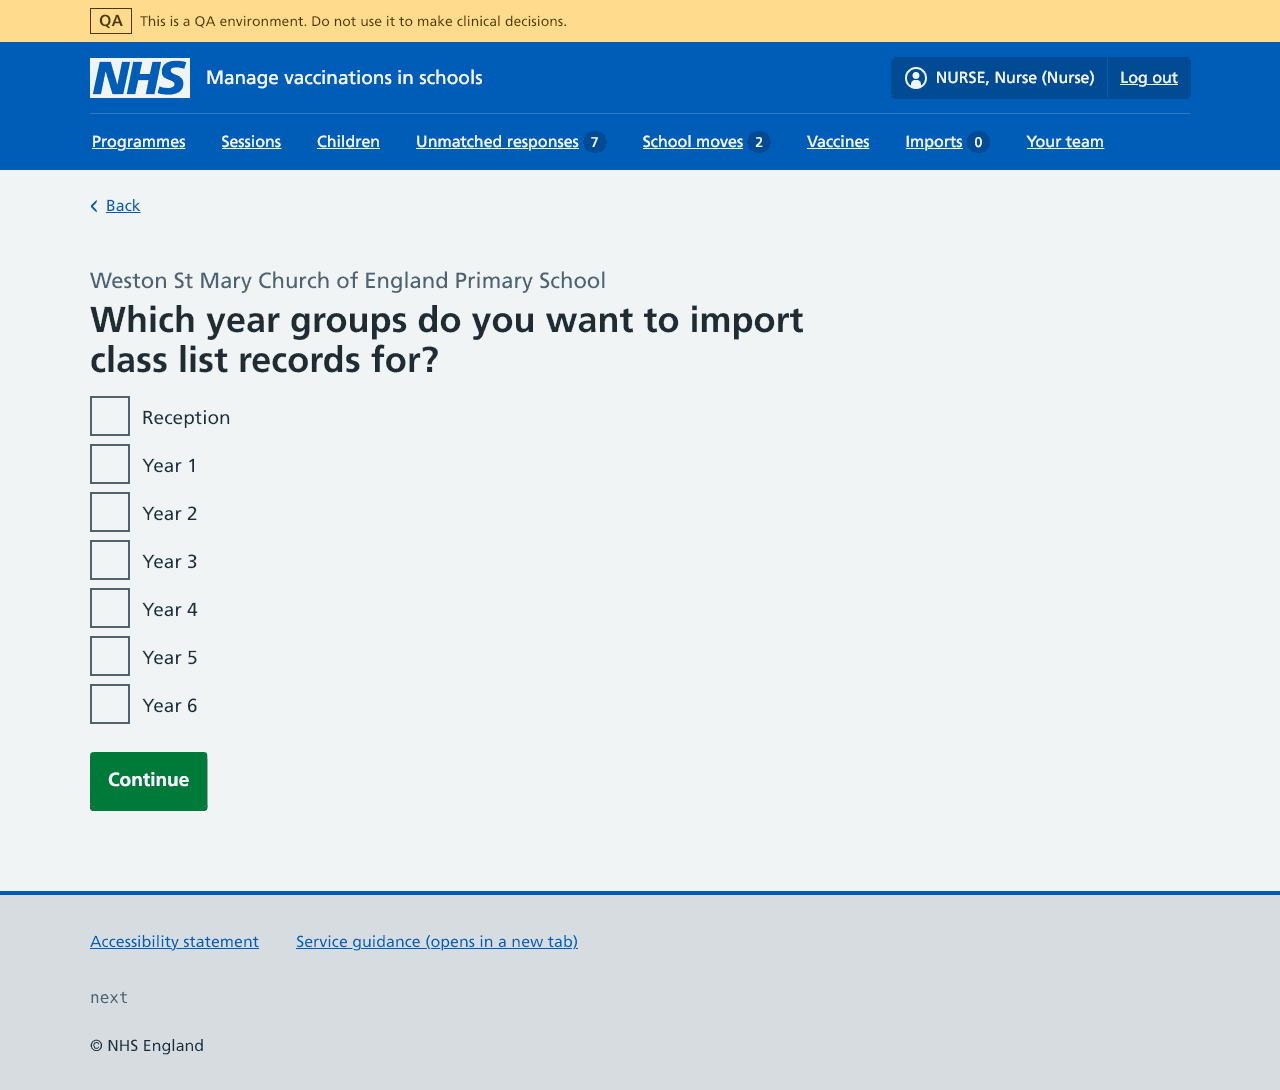 QA This is a QA environment. Do not use it to make clinical decisions.
NHS Manage vaccinations in schools NURSE, Nurse (Nurse) Log out
Programmes Sessions Children Unmatched responses 7 School moves 2 Vaccines Imports 0 Your team
Back
Weston St Mary Church of England Primary School
Which year groups do you want to import
class list records for?
Reception
Year 1
Year 2
Year 3
Year 4
Year 5
Year 6
Continue
Accessibility statement Service guidance (opens in a new tab)
next
© NHS England